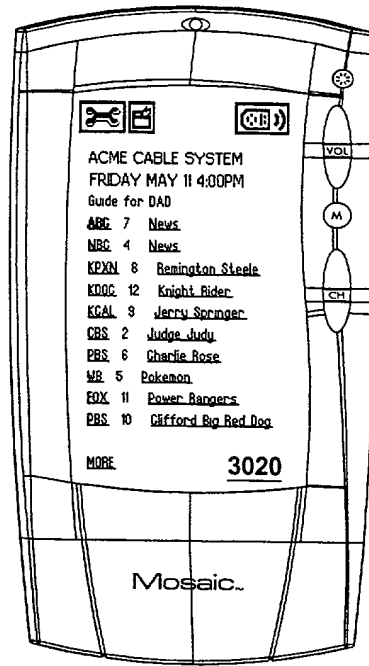 VOL
M
CH
ACME CABLE SYSTEM
FRIDAY MAY 11 4:00PM
Guide for DAD
ABC 7 News
NBC 4 News
KPXN 8 Remington Steele
KDOC 12 Knight Rider
KCAL 9 Jerry Springer
CBS 2 Judge Judy
PBS 6 Charlie Rose
WB 5 Pokemon
FOX 11 Power Rangers
PBS 10 Clifford Big Red Dog
MORE 3020
Mosaic™